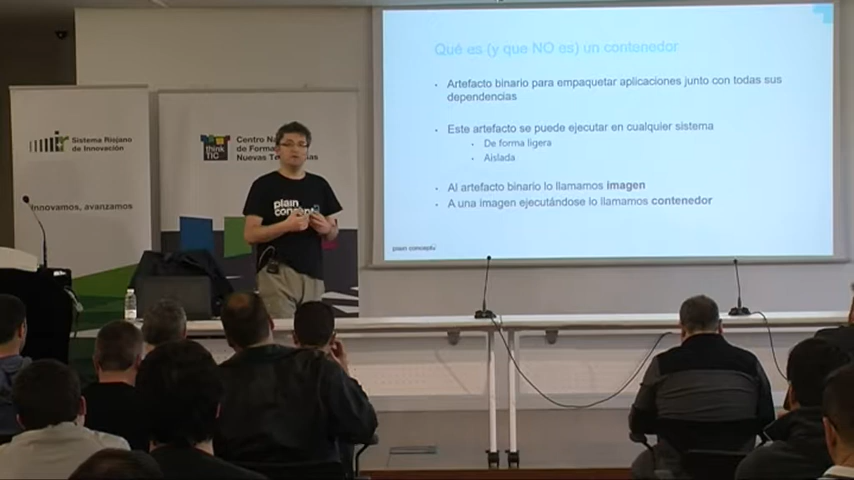 Qué es (y que NO es) un contenedor
Artefacto binario para empaquetar aplicaciones junto con todas sus
dependencias
Este artefacto se puede ejecutar en cualquier sistema
De forma ligera
Aislada
Al artefacto binario lo llamamos imagen
A una imagen ejecutándose lo llamamos contenedor
plain concepts
Sistema Riojano
de Innovación
Innovamos, avanzamos
think
TIC
Centro Na
de Forma
Nuevas Te
ías
plain
concept